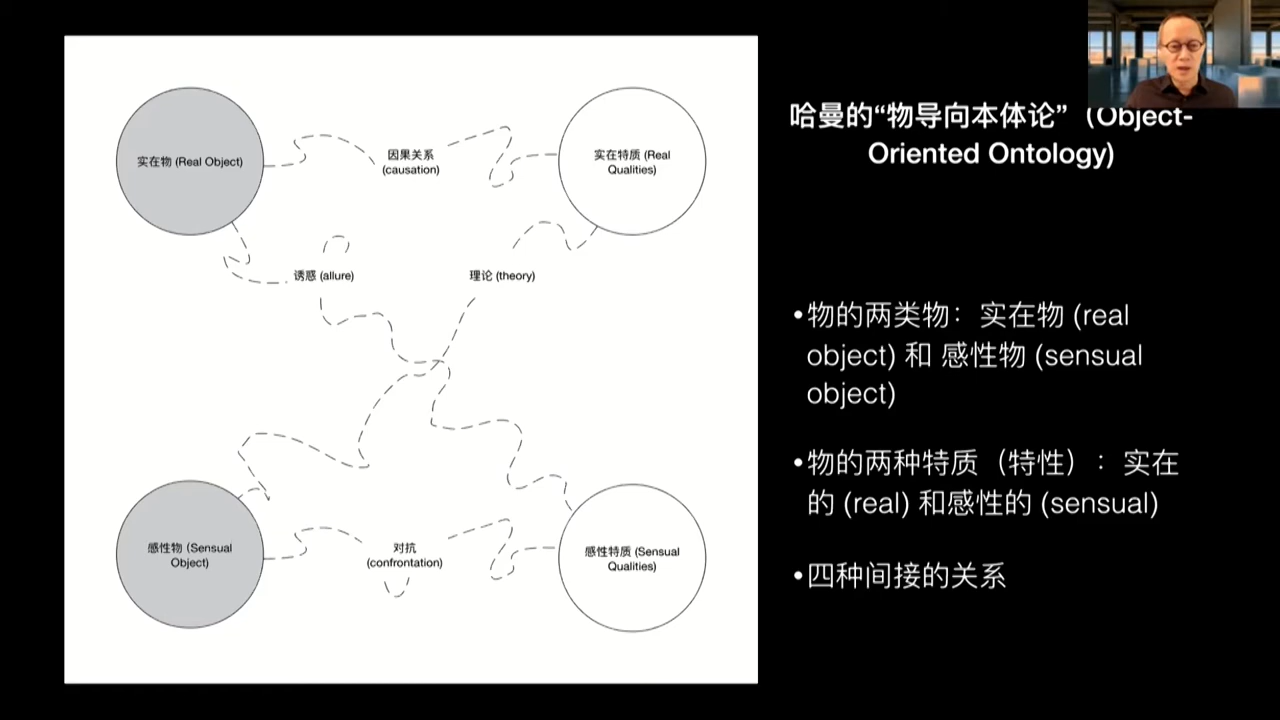 哈曼的“物导向本体论”（Object-
Oriented Ontology)
实在物 (Real Object)
因果关系
(causation)
实在特质 (Real
Qualities)
诱惑 (allure)
理论 (theory)
感性物 (Sensual
Object)
对抗
(confrontation)
感性特质 (Sensual
Qualities)
•物的两类物： 实在物 (real
object) 和 感性物 (sensual
object)
•物的两种特质（特性）： 实在
的 (real) 和感性的 (sensual)
•四种间接的关系